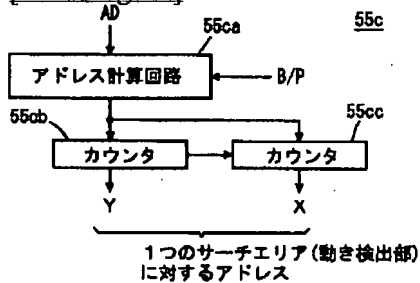 AD
55ca
55c
アドレス計算回路
B/P
55cb
55cc
カウンタ
カウンタ
Y
X
1つのサーチエリア(動き検出部)
に対するアドレス